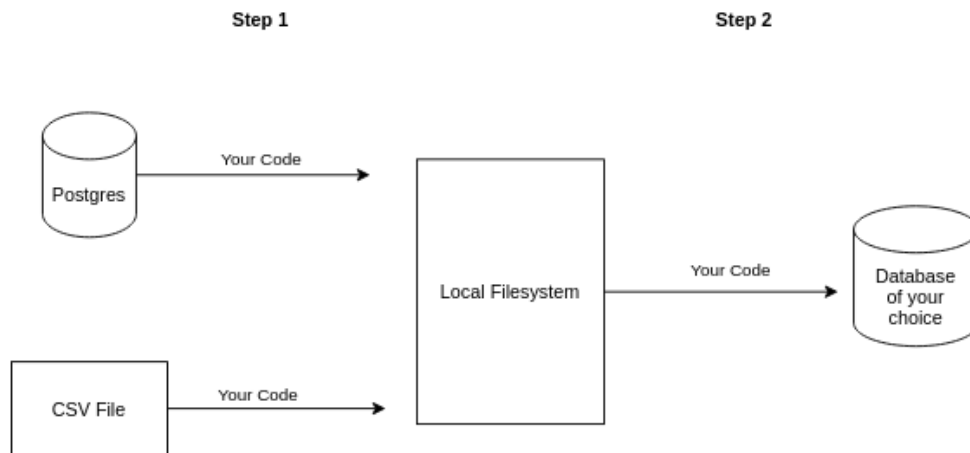 Step 1
Step 2
Your Code
Postgres
Your Code
Database
of your
choice
Local Filesystem
Your Code
CSV File